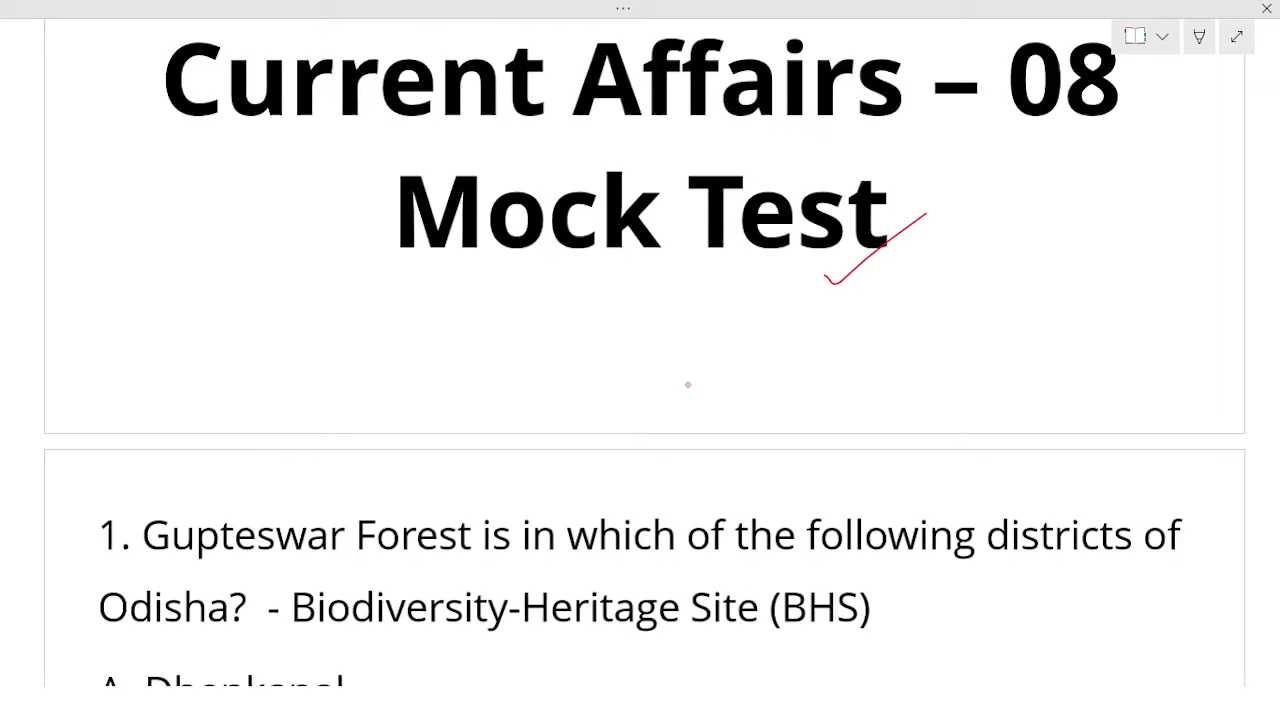 Current Affairs – 08
Mock Test
1. Gupteswar Forest is in which of the following districts of
Odisha?  - Biodiversity-Heritage Site (BHS)
A. Dhenkanal